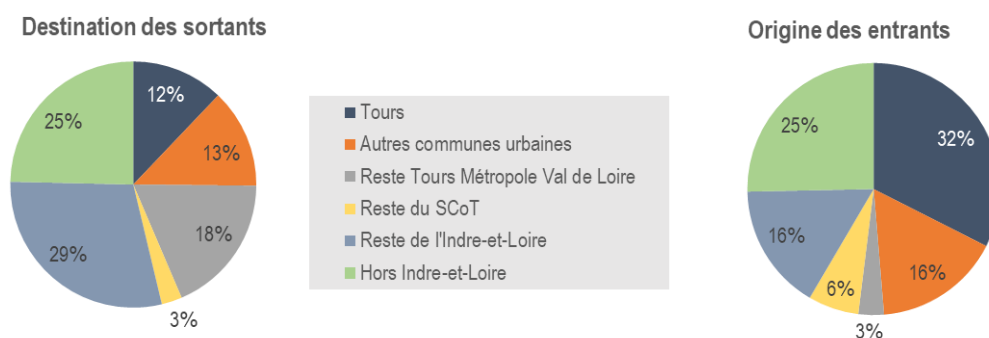 Destination des sortants
12%
13%
18%
3%
29%
25%
Tours
Autres communes urbaines
Reste Tours Métropole Val de Loire
Reste du SCoT
Reste de l'Indre-et-Loire
Hors Indre-et-Loire
Origine des entrants
32%
16%
3%
6%
16%
25%